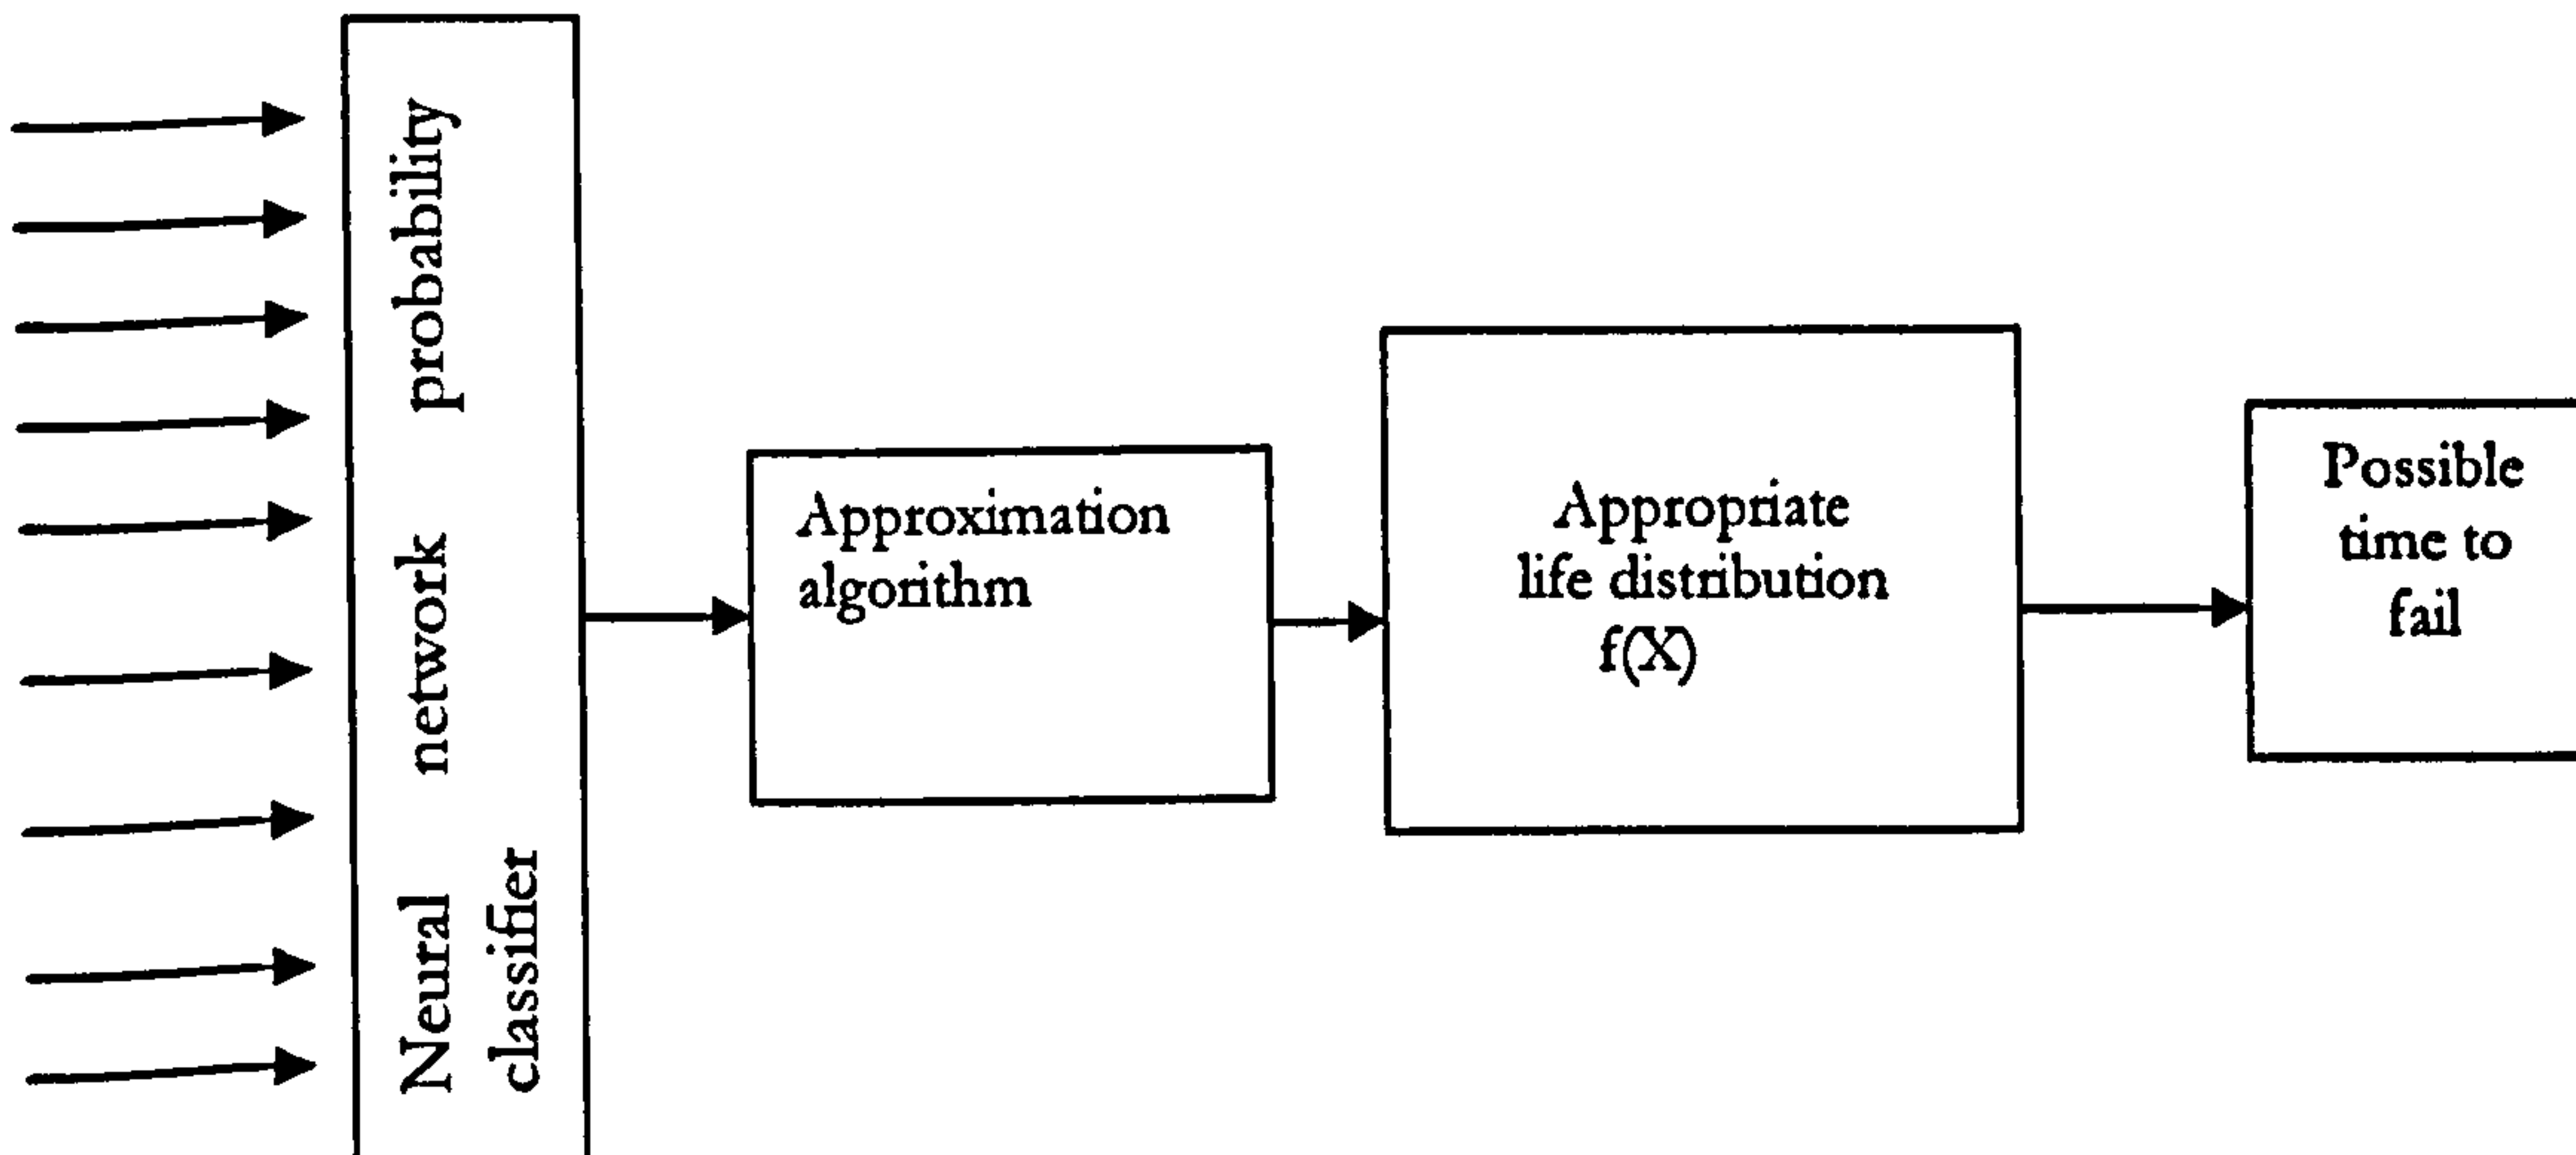 Neural network probability
classifier
Approximation
algorithm
Appropriate
life distribution
f(X)
Possible
time to
fail